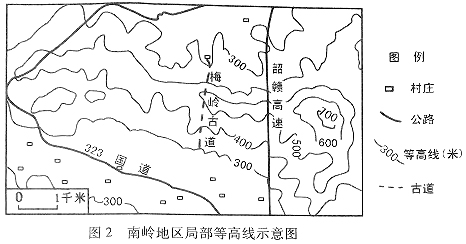 300
梅岭古道
韶赣高速
700
600
500
400
300
323 国道
300
0 1千米
图例
村庄
公路
300 等高线(米)
古道
图2 南岭地区局部等高线示意图